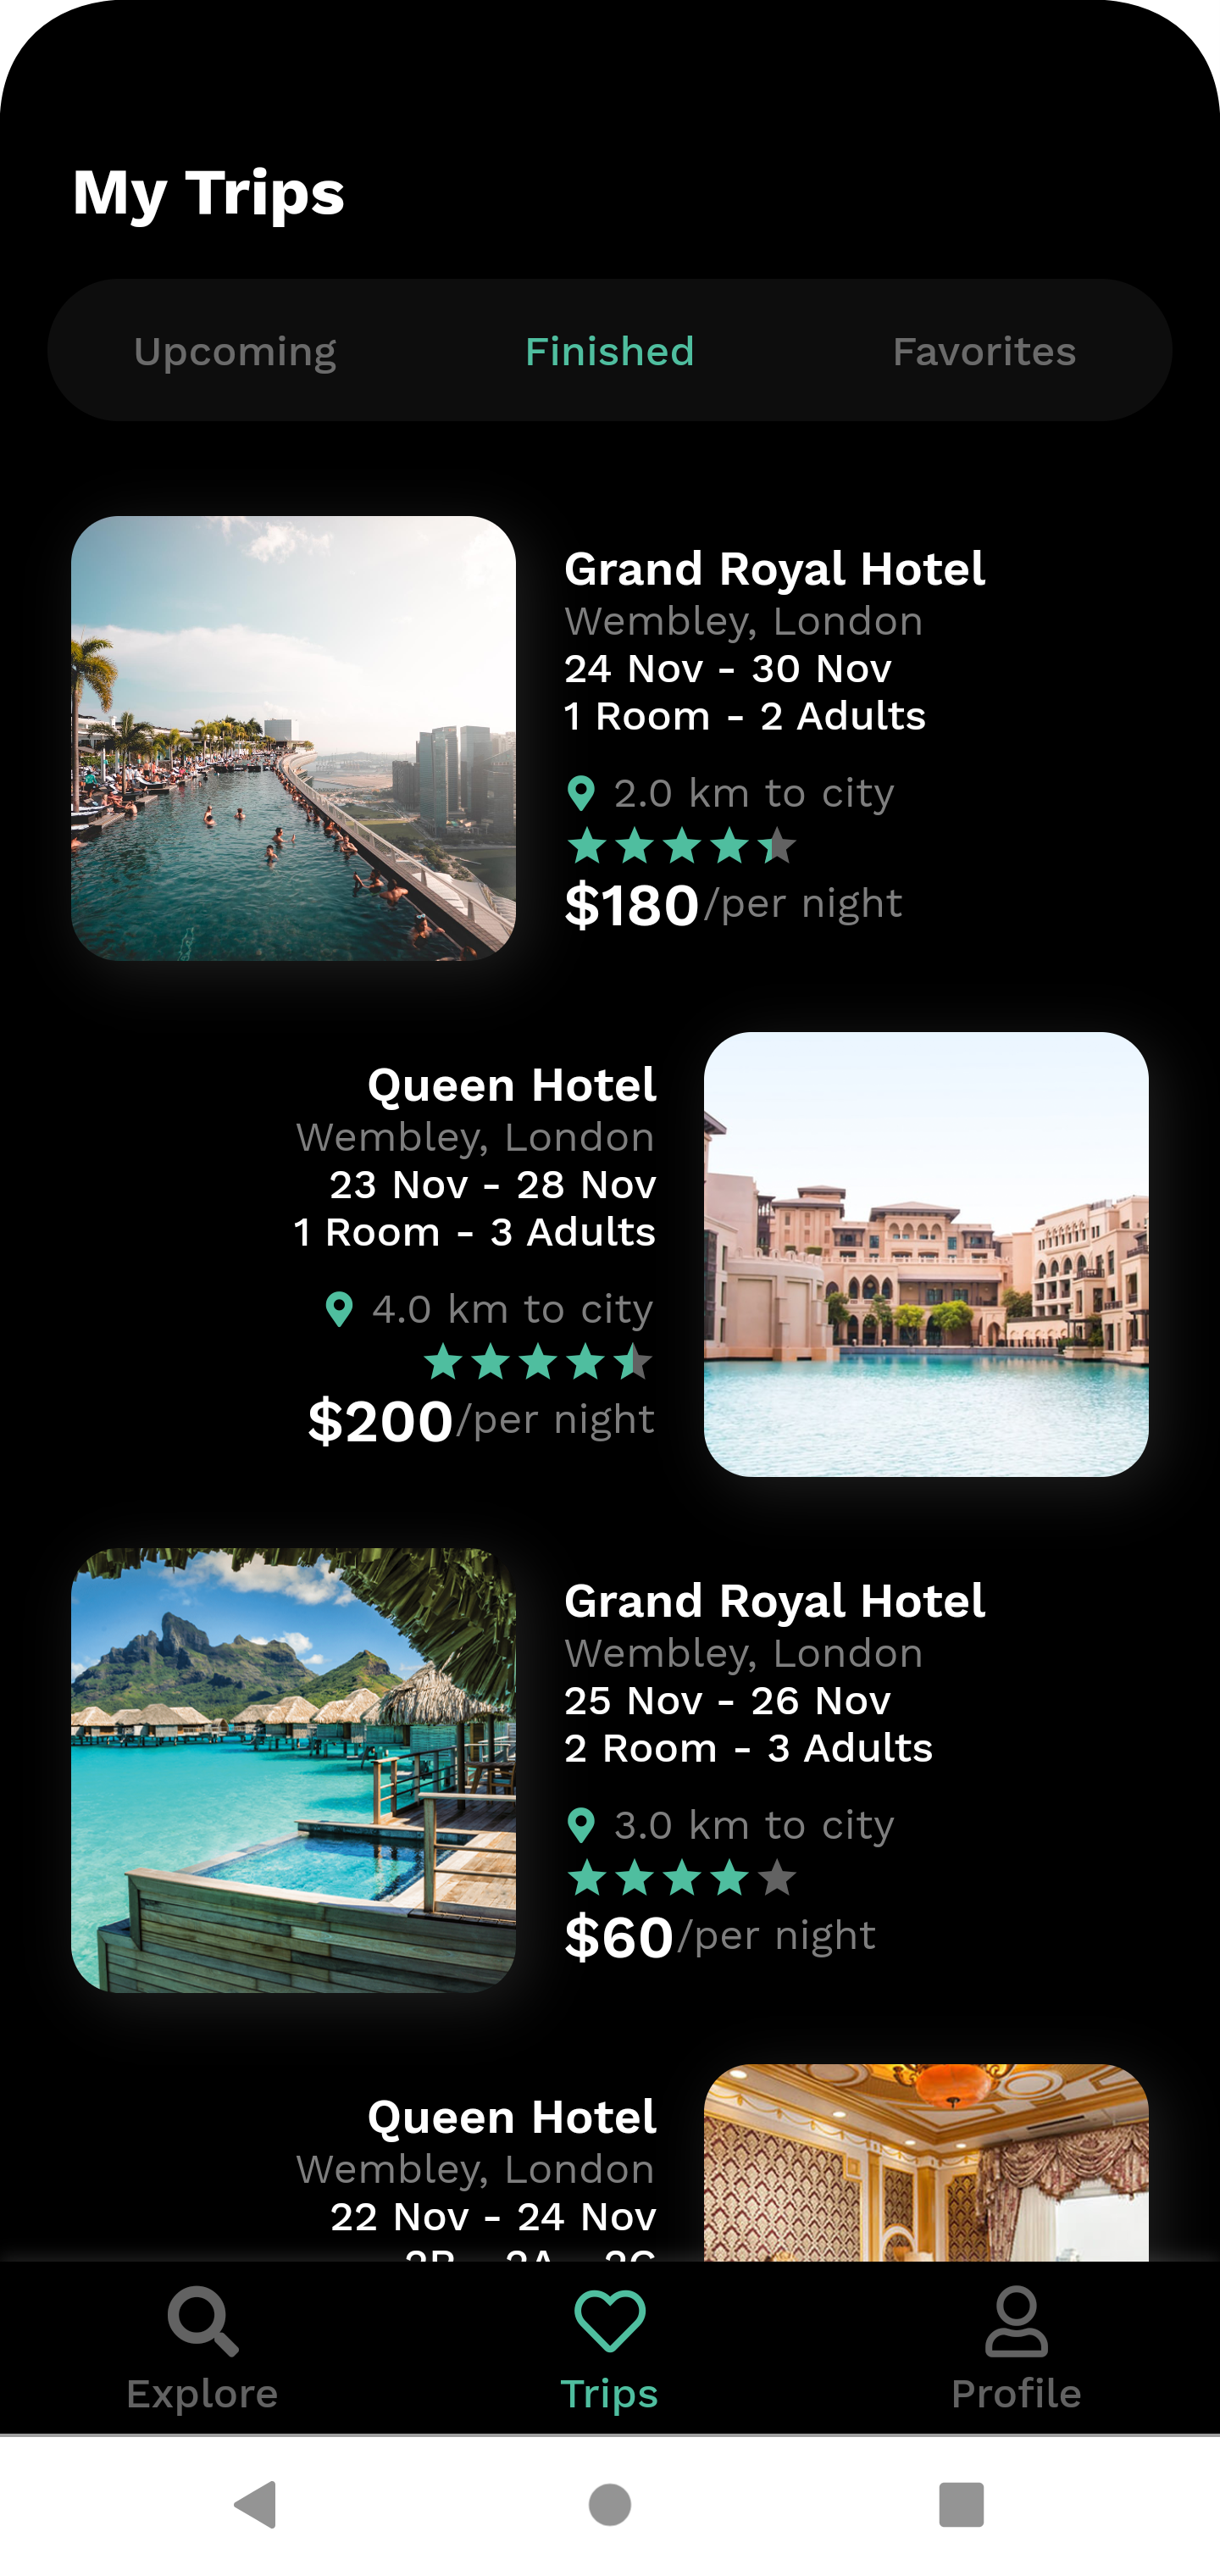 My Trips
Upcoming Finished Favorites
Grand Royal Hotel
Wembley, London
24 Nov - 30 Nov
1 Room - 2 Adults
2.0 km to city
$180/per night
Queen Hotel
Wembley, London
23 Nov - 28 Nov
1 Room - 3 Adults
4.0 km to city
$200/per night
Grand Royal Hotel
Wembley, London
25 Nov - 26 Nov
2 Room - 3 Adults
3.0 km to city
$60/per night
Queen Hotel
Wembley, London
22 Nov - 24 Nov
Explore Trips Profile